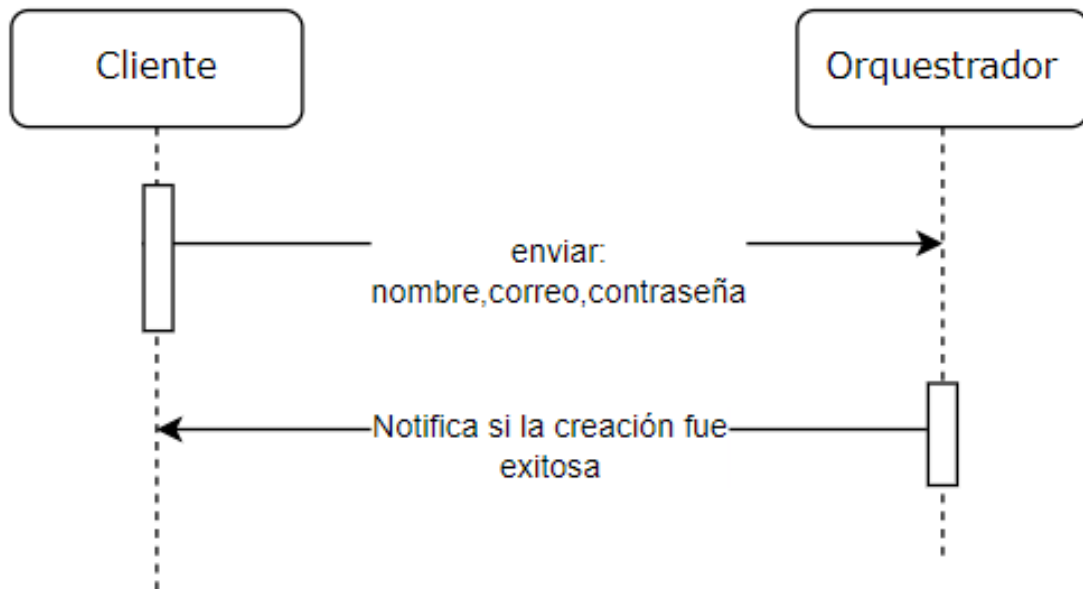 Cliente
Orquestrador
enviar:
nombre,correo,contraseña
Notifica si la creación fue
exitosa